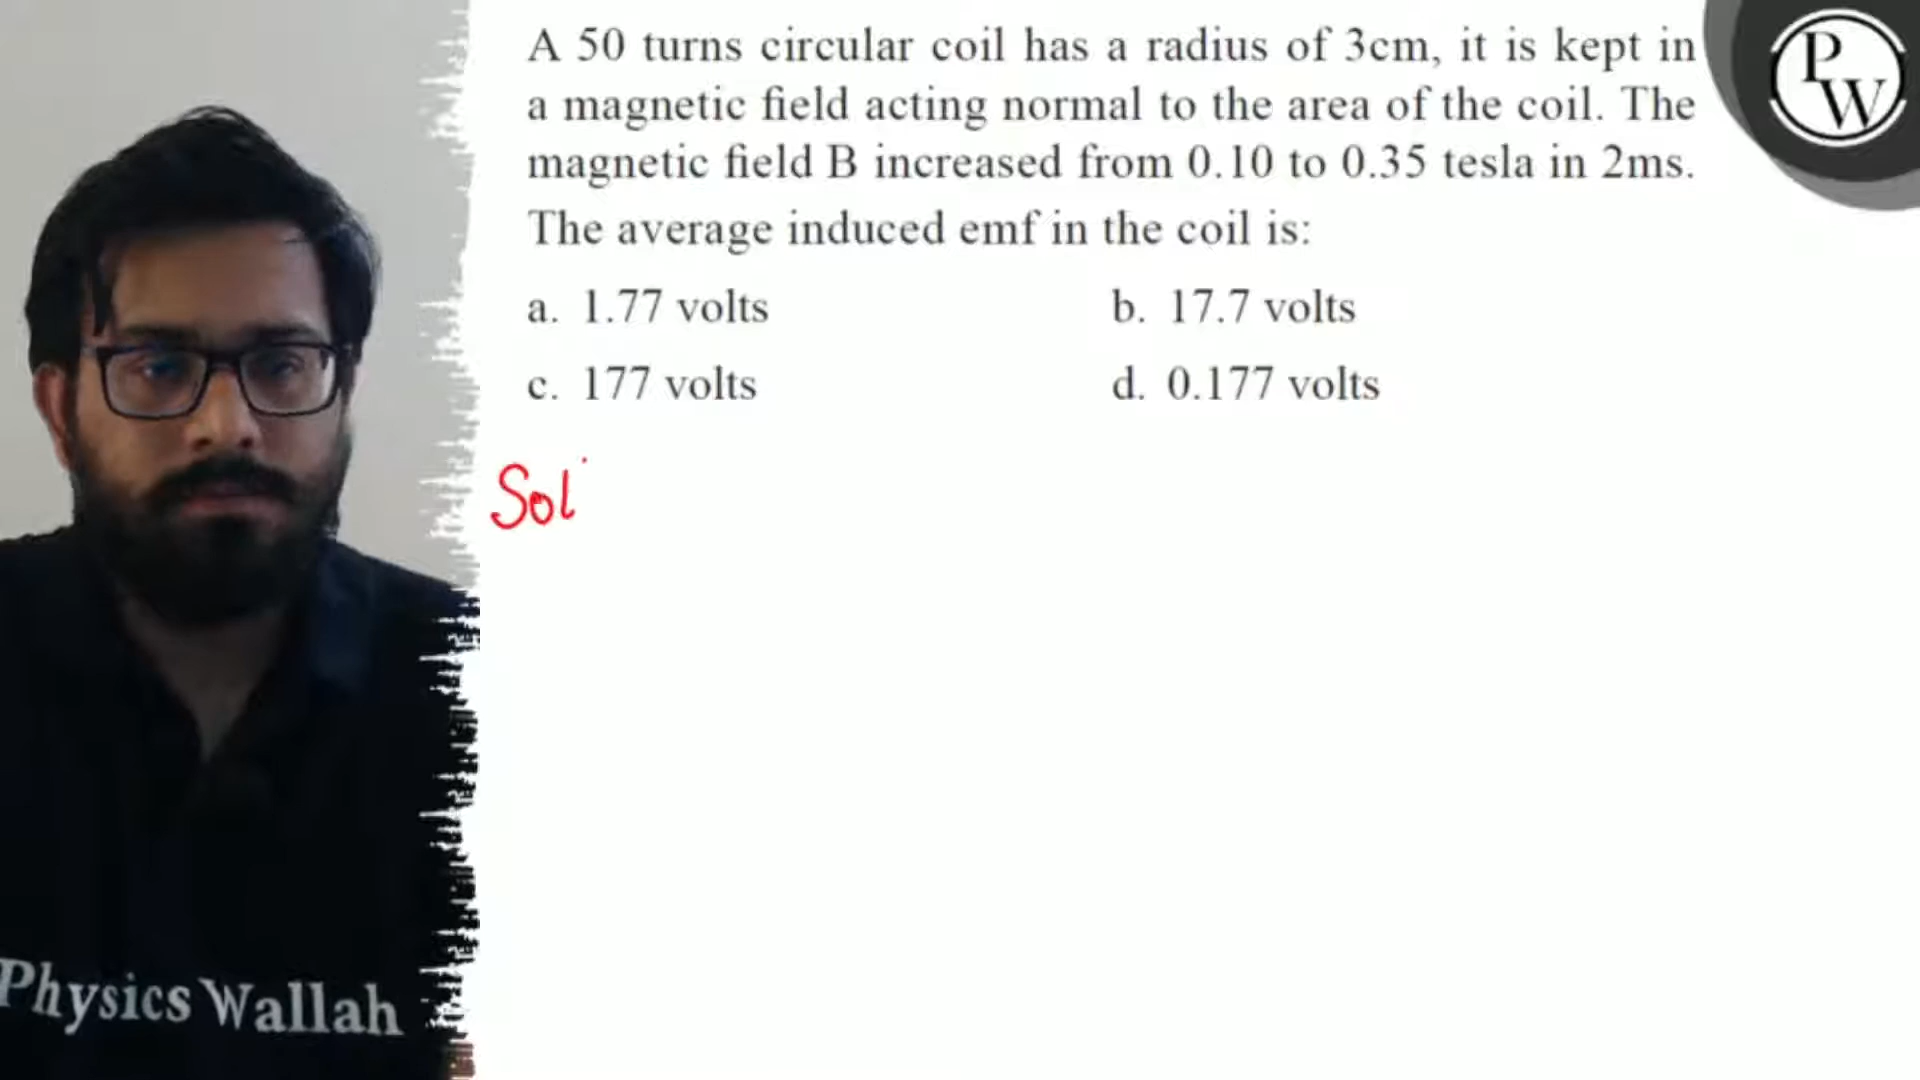 A 50 turns circular coil has a radius of 3cm, it is kept in
a magnetic field acting normal to the area of the coil. The
magnetic field B increased from 0.10 to 0.35 tesla in 2ms.
The average induced emf in the coil is:
a. 1.77 volts
b. 17.7 volts
c. 177 volts
d. 0.177 volts
Sol
PW
Physics Wallah